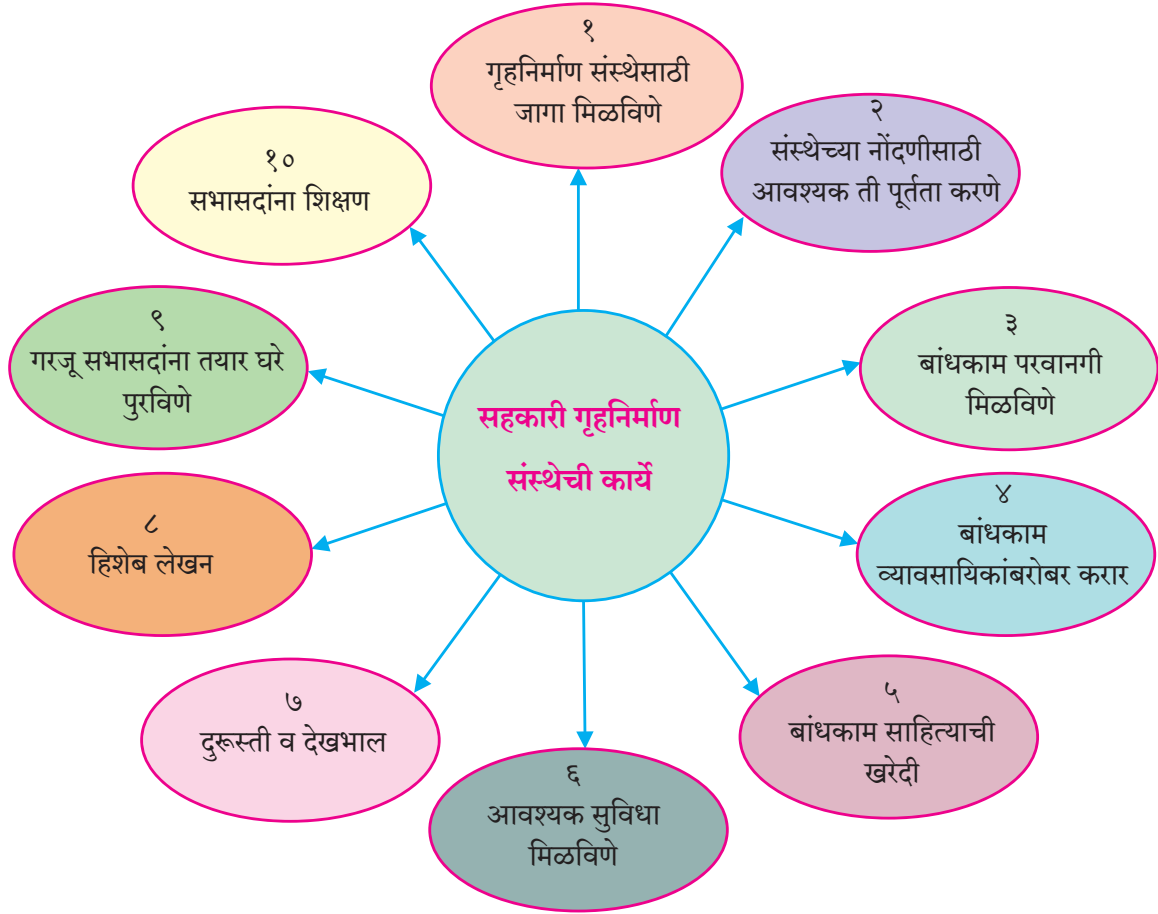 १
गृहनिर्माण संस्थेसाठी
जागा मिळविणे
२
संस्थेच्या नोंदणीसाठी
आवश्यक ती पूर्तता करणे
३
बांधकाम परवानगी
मिळविणे
४
बांधकाम
व्यावसायिकांबरोबर करार
५
बांधकाम साहित्याची
खरेदी
६
आवश्यक सुविधा
मिळविणे
७
दुरूस्ती व देखभाल
८
हिशेब लेखन
९
गरजू सभासदांना तयार घरे
पुरविणे
१०
सभासदांना शिक्षण
सहकारी गृहनिर्माण
संस्थेची कार्ये